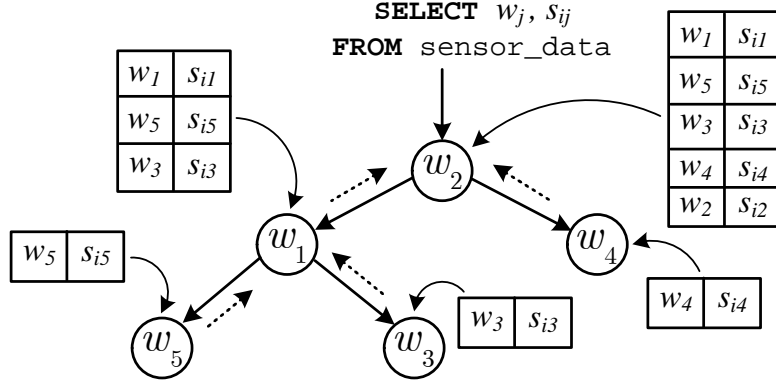 SELECT w_j, s_ij
FROM sensor_data
w_1 s_i1
w_5 s_i5
w_3 s_i3
w_1 s_i1
w_5 s_i5
w_3 s_i3
w_4 s_i4
w_2 s_i2
w_2
w_1
w_4
w_5 s_i5
w_3 s_i3
w_4 s_i4
w_5
w_3